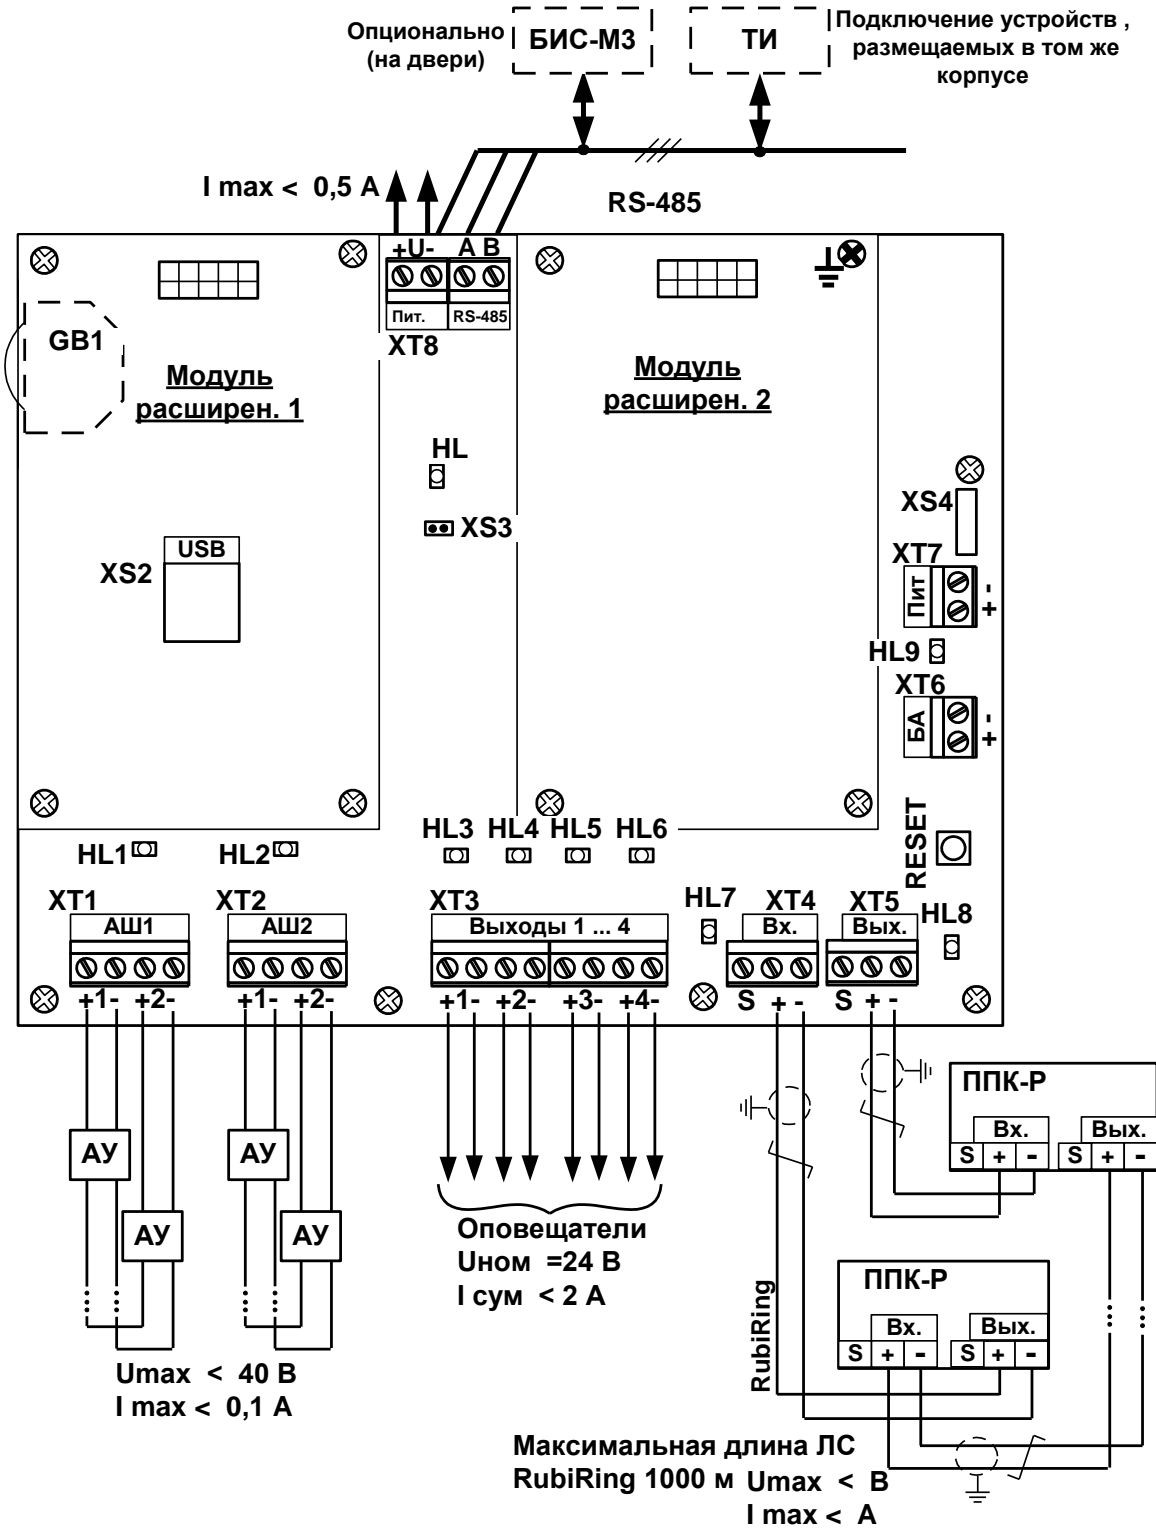 Опционально
(на двери)
БИС-М3
ТИ
Подключение устройств ,
размещаемых в том же
корпусе
I max < 0,5 А
RS-485
+U- A B
Пит. RS-485
XT8
GB1
Модуль
расширен. 1
Модуль
расширен. 2
HL
XS3
XS4
USB
XS2
XT7
Пит
-
+
HL9
XT6
БА
-
+
RESET
HL1
HL2
HL3 HL4 HL5 HL6
HL7
HL8
XT1
АШ1
XT2
АШ2
XT3
Выходы 1 ... 4
XT4
Вх.
XT5
Вых.
+1- +2-
+1- +2-
+1- +2- +3- +4-
S + -
S + -
ППК-Р
Вх. Вых.
S + - S + -
АУ
АУ
АУ
АУ
Оповещатели
Uном =24 В
I сум < 2 А
ППК-Р
Вх. Вых.
S + - S + -
RubiRing
Umax < 40 В
I max < 0,1 А
Максимальная длина ЛС
RubiRing 1000 м
Umax < В
I max < А